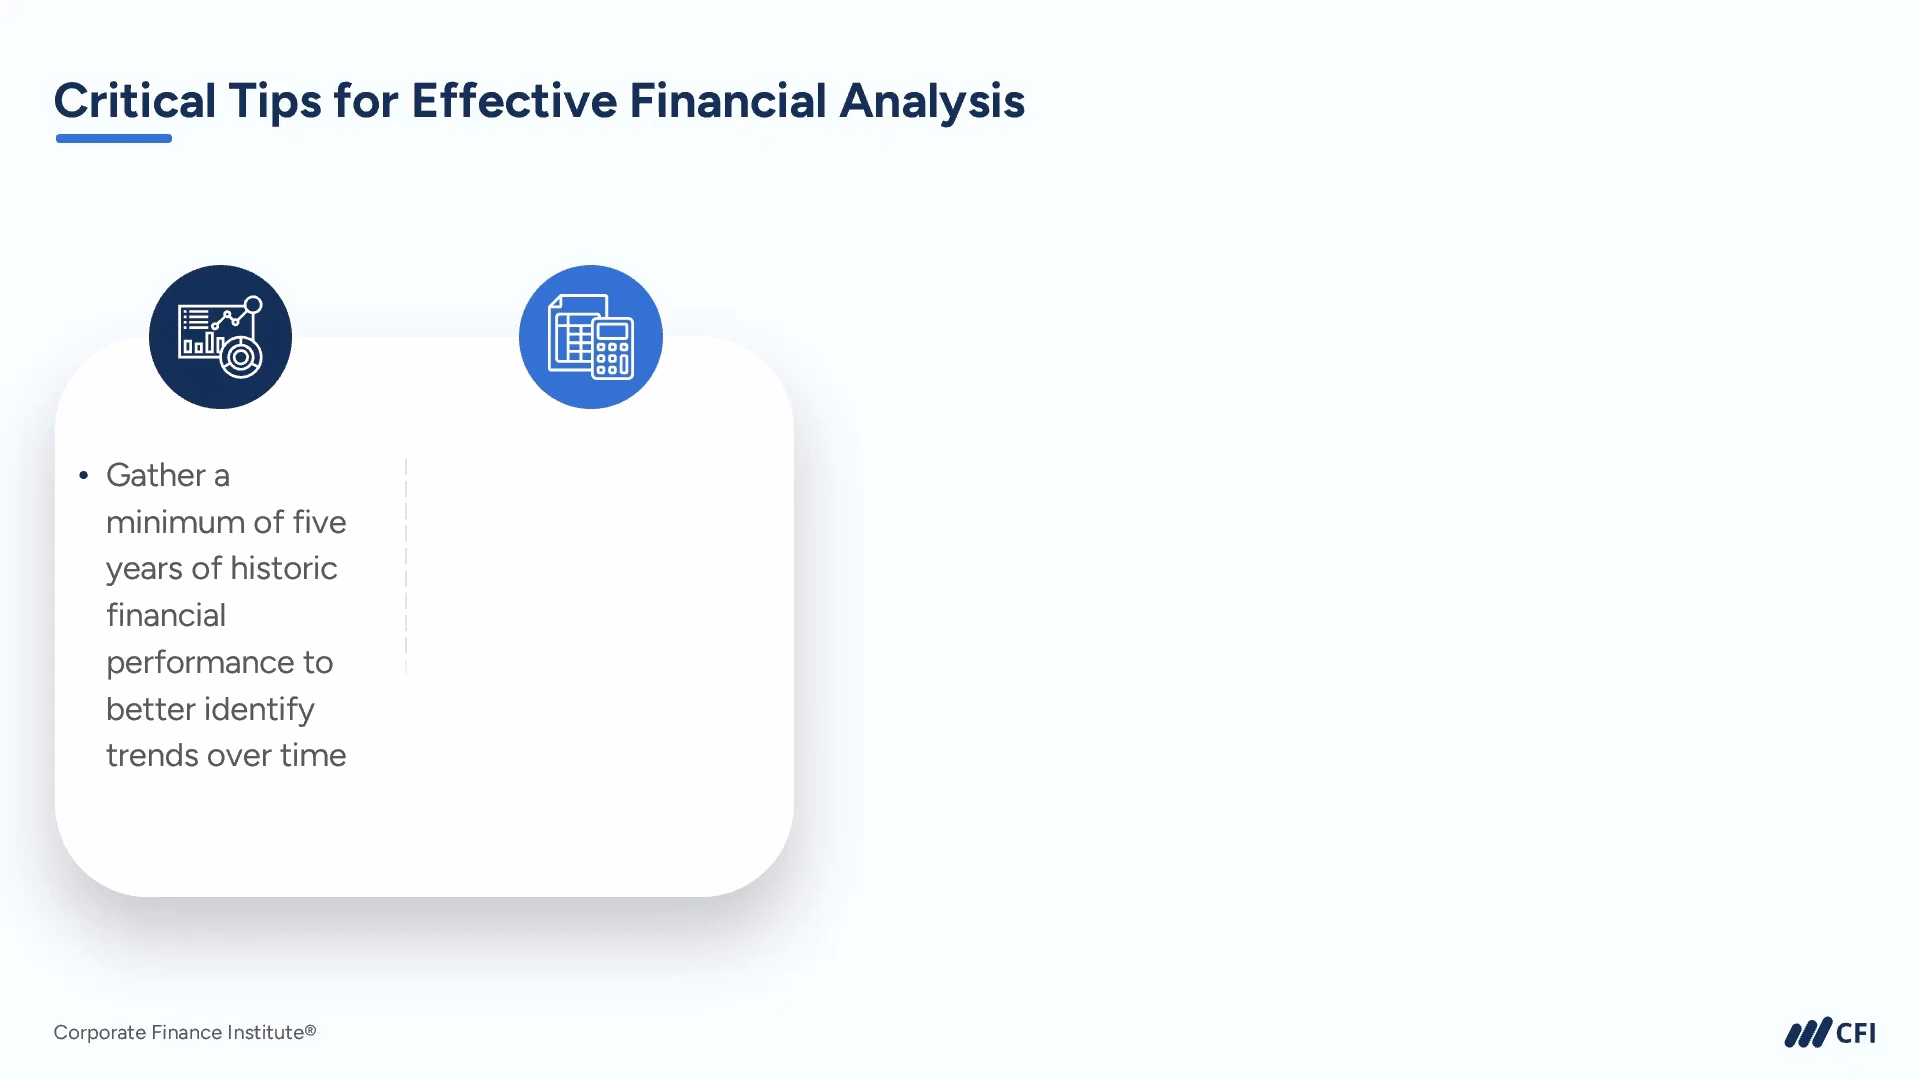 Critical Tips for Effective Financial Analysis
• Gather a
minimum of five
years of historic
financial
performance to
better identify
trends over time
Corporate Finance Institute®
CFI